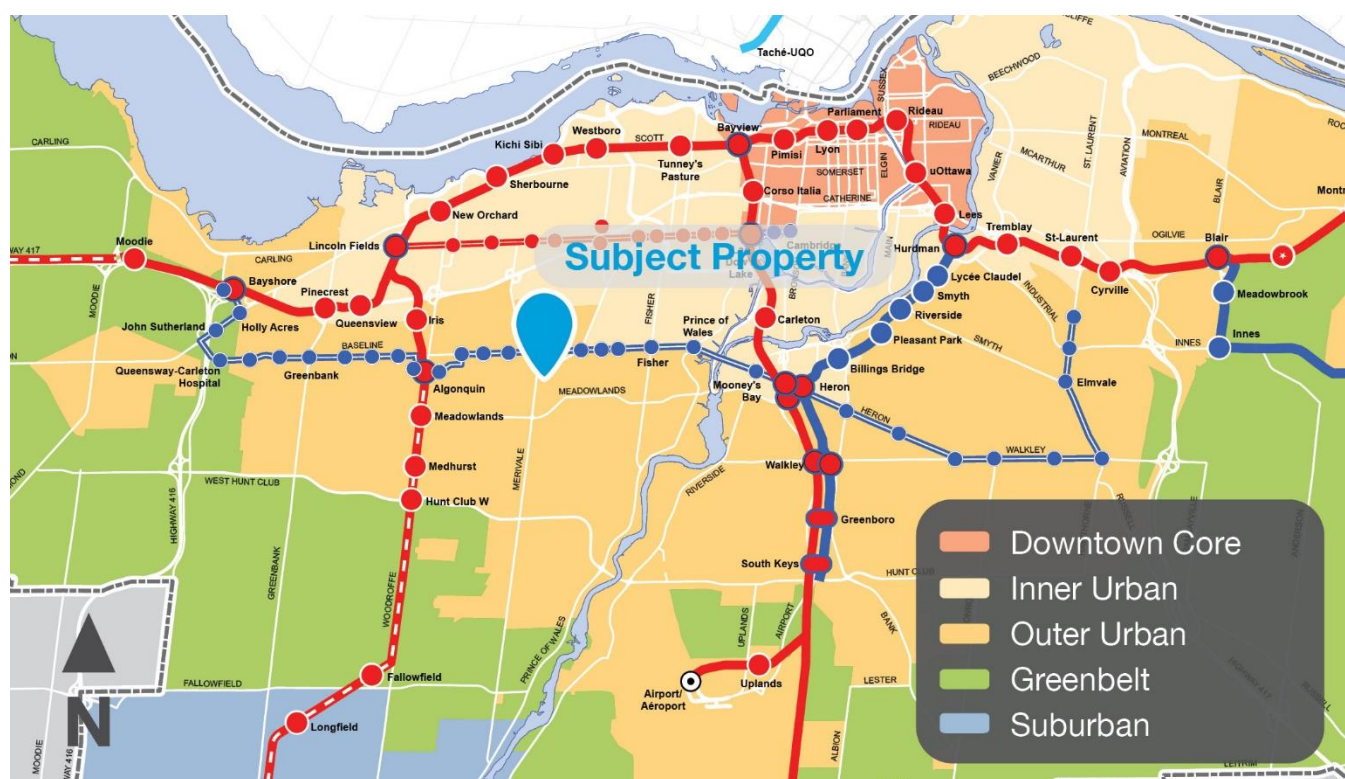 Taché-UQO
CARLING
Kichi Sibi
Westboro
SCOTT
Tunney's
Pasture
Bayview
Pimisi
Lyon
Parliament
SUSSEX
Rideau
RIDEAU
BEECHWOOD
MONTREAL
ST. LAURENT
AVIATION
MCARTHUR
VANIER
BLAIR
ELGIN
SOMERSET
uOttawa
CATHERINE
Corso Italia
Sherbourne
New Orchard
Lincoln Fields
Moodie
CARLING
MOODIE
Bayshore
Pinecrest
Queensview
Iris
Lees
Tremblay
St-Laurent
OGILVIE
Blair
Hurdman
Cyrville
Cambridge
MAIN
Subject Property
Lake
Lycée Claudel
Smyth
Riverside
Pleasant Park
Billings Bridge
INDUSTRIAL
SMYTH
INNES
Meadowbrook
Innes
John Sutherland
Holly Acres
BASELINE
Queensway-Carleton
Hospital
Greenbank
Algonquin
FISHER
Fisher
Prince of
Wales
Carleton
MEADOWLANDS
Mooney's
Bay
Heron
HERON
Elmvale
WALKLEY
Meadowlands
Medhurst
Hunt Club W
WEST HUNT CLUB
HIGHWAY 416
MERIVALE
RIVERSIDE
Walkley
Greenboro
South Keys
HUNT CLUB
GREENBANK
WOODROFFE
PRINCE OF WALES
UPLANDS
AIRPORT
BANK
Airport/
Aéroport
Uplands
LESTER
Fallowfield
FALLOWFIELD
Longfield
MOODIE
ALBION
N
Downtown Core
Inner Urban
Outer Urban
Greenbelt
Suburban